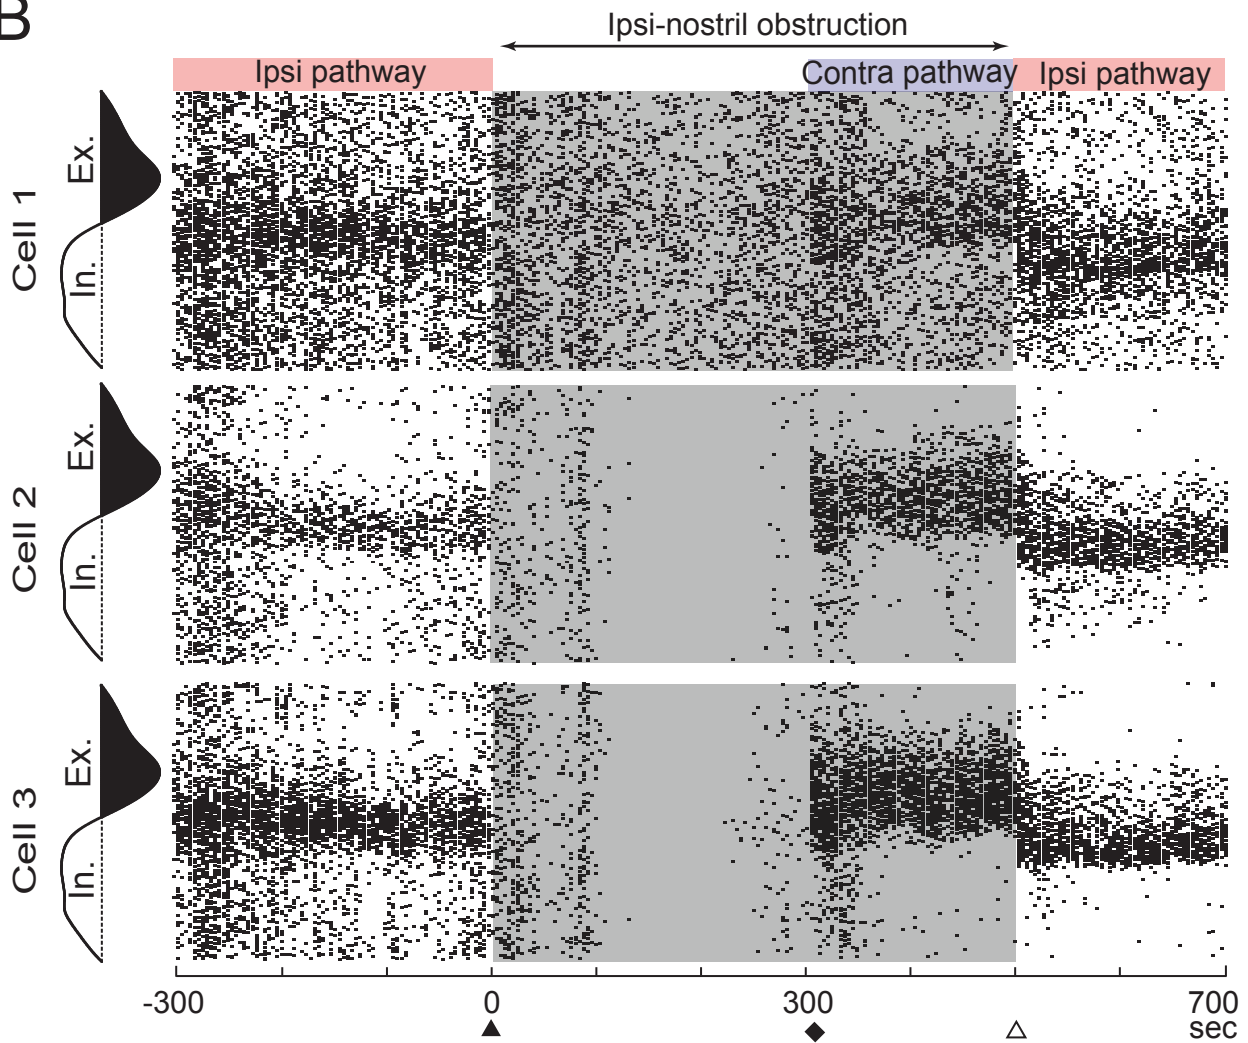 B
Ipsi-nostril obstruction
Ipsi pathway
Contra pathway
Ipsi pathway
Cell 1
Ex.
In.
Cell 2
Ex.
In.
Cell 3
Ex.
In.
-300
0
300
700
sec